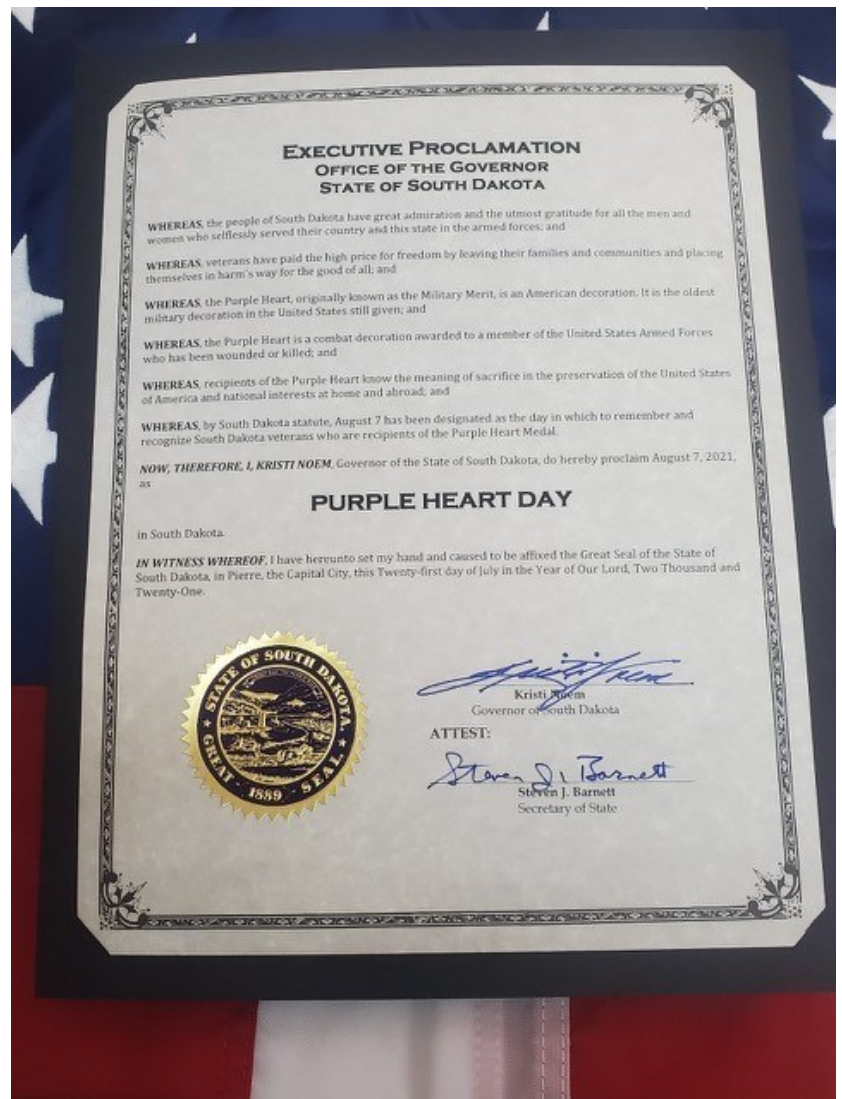 EXECUTIVE PROCLAMATION
OFFICE OF THE GOVERNOR
STATE OF SOUTH DAKOTA
WHEREAS, the people of South Dakota have great admiration and the utmost gratitude for all the men and
women who selflessly served their country and this state in the armed forces; and
WHEREAS, veterans have paid the high price for freedom by leaving their families and communities and placing
themselves in harm's way for the good of all; and
WHEREAS, the Purple Heart, originally known as the Military Merit, is an American decoration. It is the oldest
military decoration in the United States still given; and
WHEREAS, the Purple Heart is a combat decoration awarded to a member of the United States Armed Forces
who has been wounded or killed; and
WHEREAS, recipients of the Purple Heart know the meaning of sacrifice in the preservation of the United States
of America and national interests at home and abroad; and
WHEREAS, by South Dakota statute, August 7 has been designated as the day in which to remember and
recognize South Dakota veterans who are recipients of the Purple Heart Medal.
NOW, THEREFORE, I, KRISTI NOEM, Governor of the State of South Dakota, do hereby proclaim August 7, 2021,
as
PURPLE HEART DAY
in South Dakota.
IN WITNESS WHEREOF, I have hereunto set my hand and caused to be affixed the Great Seal of the State of
South Dakota, in Pierre, the Capital City, this Twenty-first day of July in the Year of Our Lord, Two Thousand and
Twenty-One.
STATE OF SOUTH DAKOTA
GREAT SEAL
1889
Kristi Noem
Kristi Noem
Governor of South Dakota
ATTEST:
Steven J. Barnett
Steven J. Barnett
Secretary of State